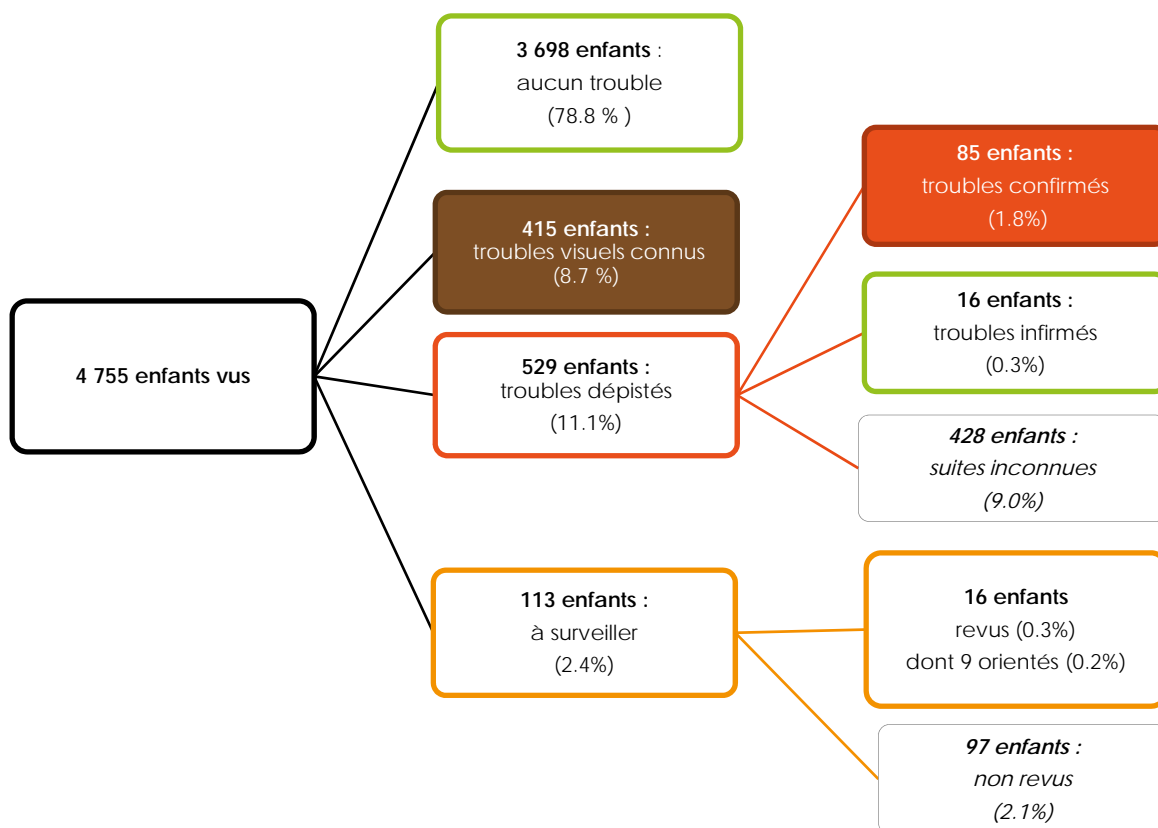 3 698 enfants :
aucun trouble
(78.8 % )
415 enfants :
troubles visuels connus
(8.7 %)
4 755 enfants vus
529 enfants :
troubles dépistés
(11.1%)
113 enfants :
à surveiller
(2.4%)
85 enfants :
troubles confirmés
(1.8%)
16 enfants :
troubles infirmés
(0.3%)
428 enfants :
suites inconnues
(9.0%)
16 enfants
revus (0.3%)
dont 9 orientés (0.2%)
97 enfants :
non revus
(2.1%)